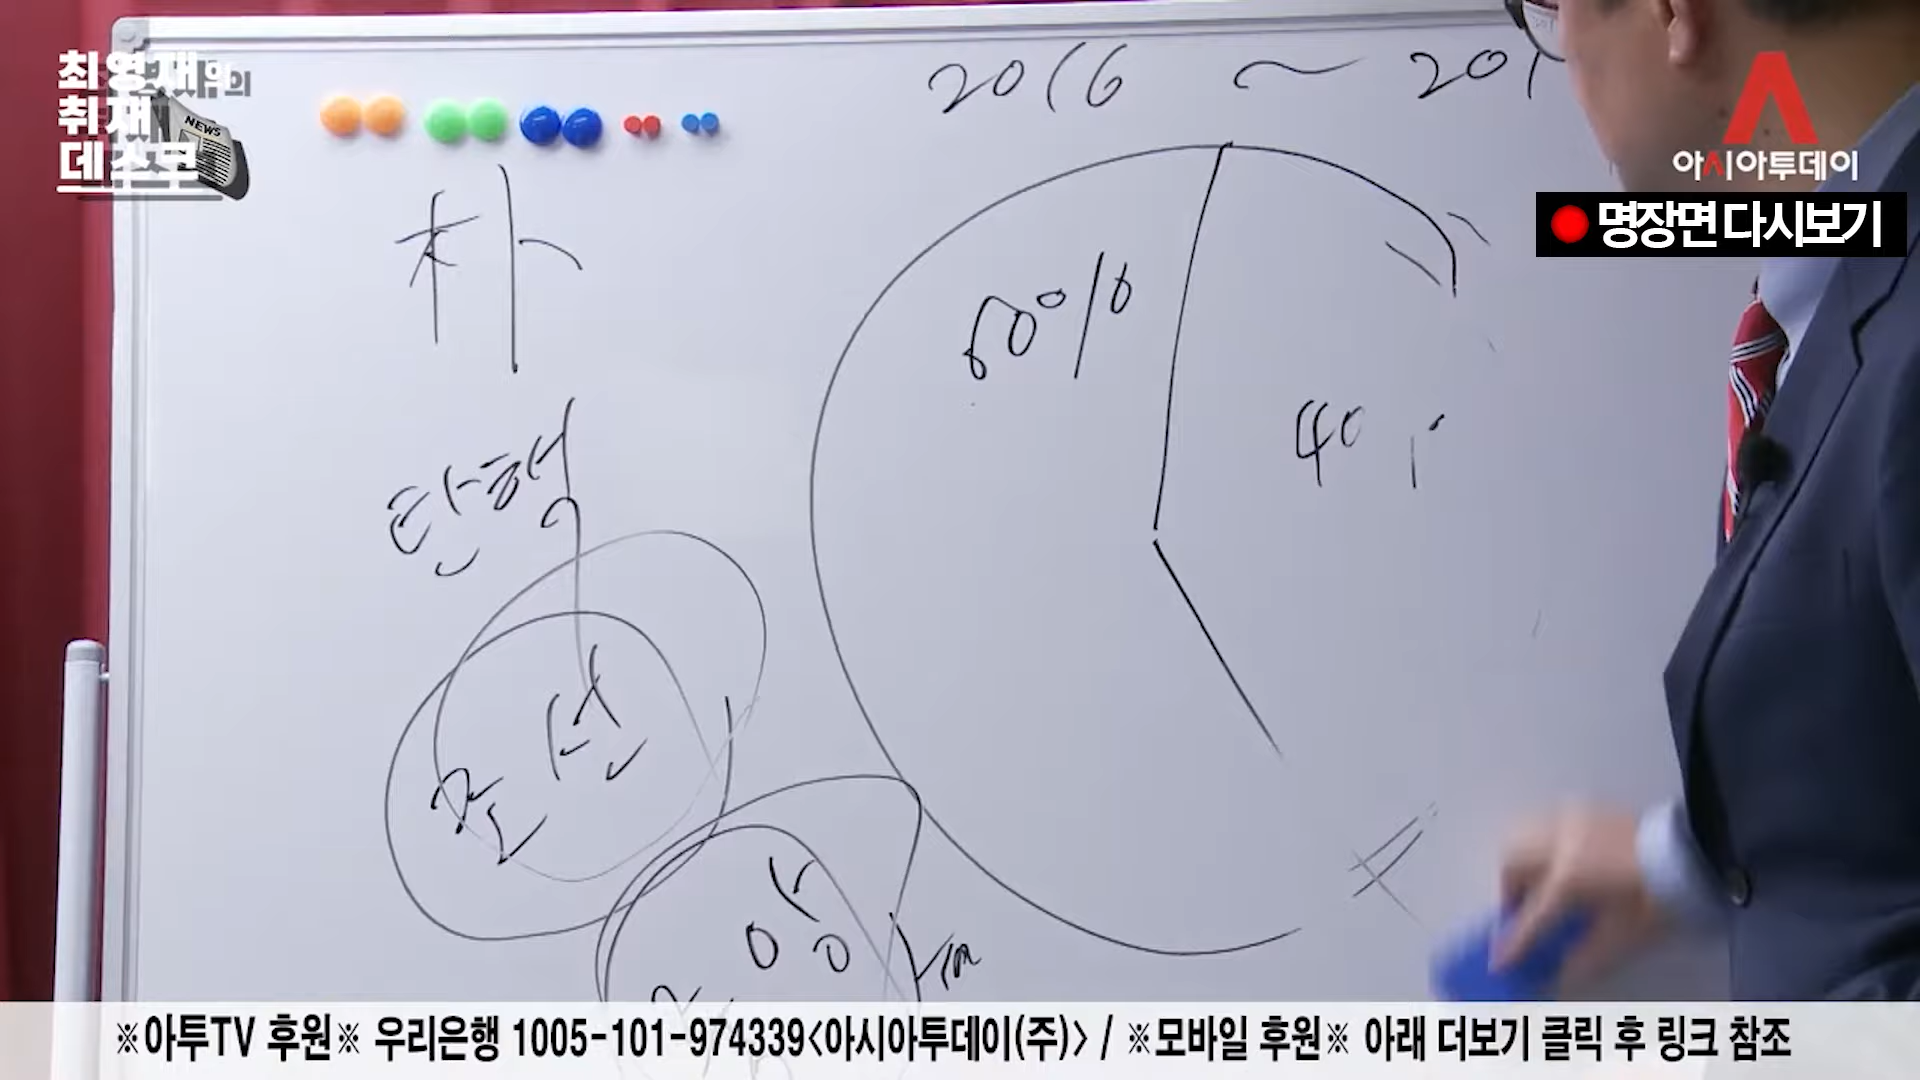 최영재의
취재
데스크
NEWS
아시아투데이
명장면 다시보기
2016 ~ 201
朴
60%
40
탄핵
조선
중앙
※아투TV 후원※ 우리은행 1005-101-974339<아시아투데이(주)> / ※모바일 후원※ 아래 더보기 클릭 후 링크 참조